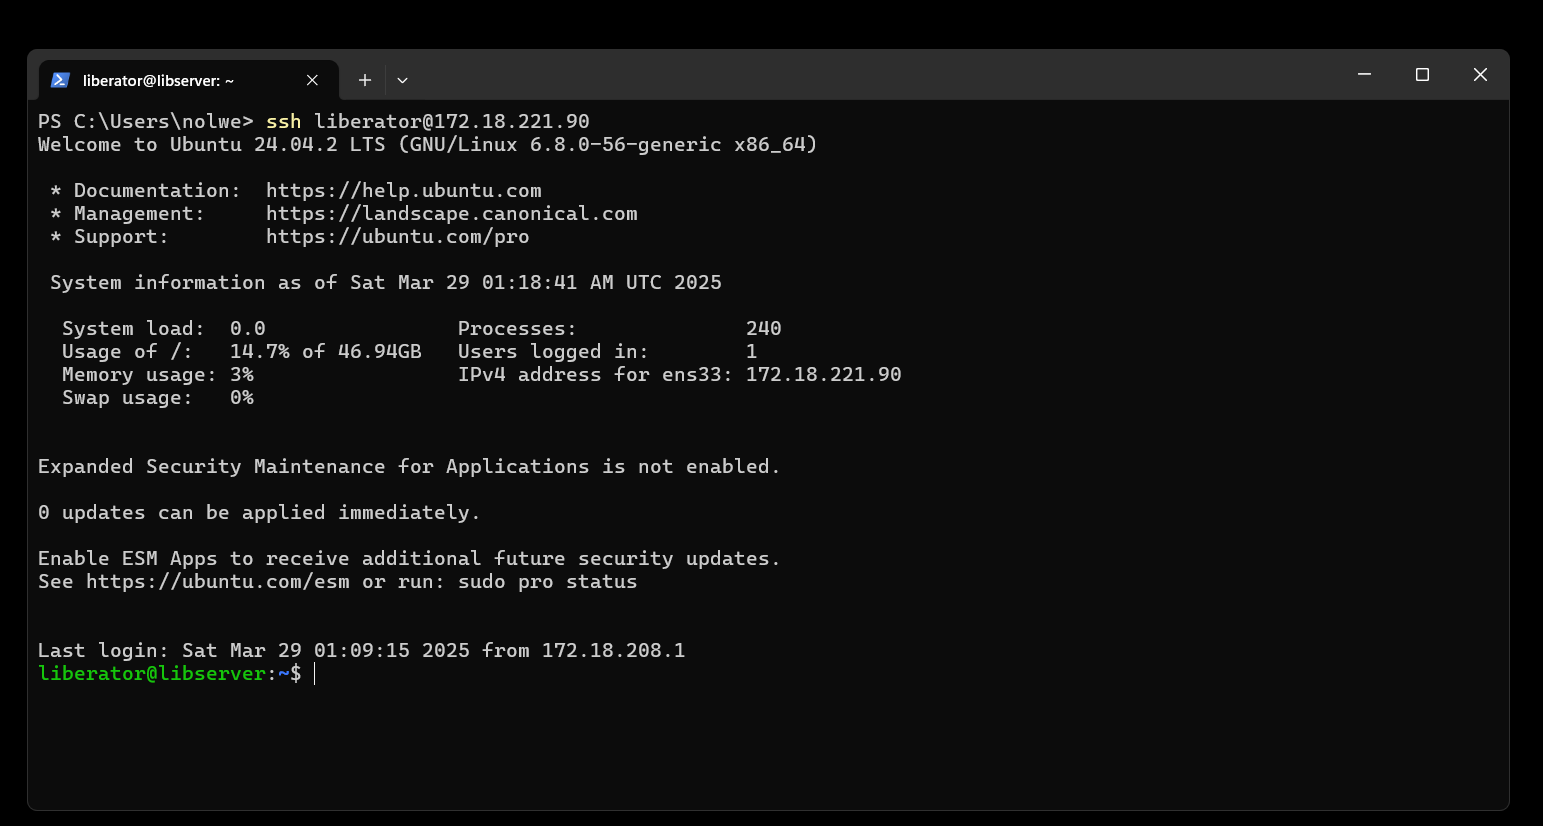 liberator@libserver: ~
PS C:\Users\nolwe> ssh liberator@172.18.221.90
Welcome to Ubuntu 24.04.2 LTS (GNU/Linux 6.8.0-56-generic x86_64)
* Documentation:  https://help.ubuntu.com
* Management:     https://landscape.canonical.com
* Support:        https://ubuntu.com/pro
System information as of Sat Mar 29 01:18:41 AM UTC 2025
System load:  0.0                Processes:              240
Usage of /:   14.7% of 46.94GB   Users logged in:        1
Memory usage: 3%                 IPv4 address for ens33: 172.18.221.90
Swap usage:   0%
Expanded Security Maintenance for Applications is not enabled.
0 updates can be applied immediately.
Enable ESM Apps to receive additional future security updates.
See https://ubuntu.com/esm or run: sudo pro status
Last login: Sat Mar 29 01:09:15 2025 from 172.18.208.1
liberator@libserver:~$